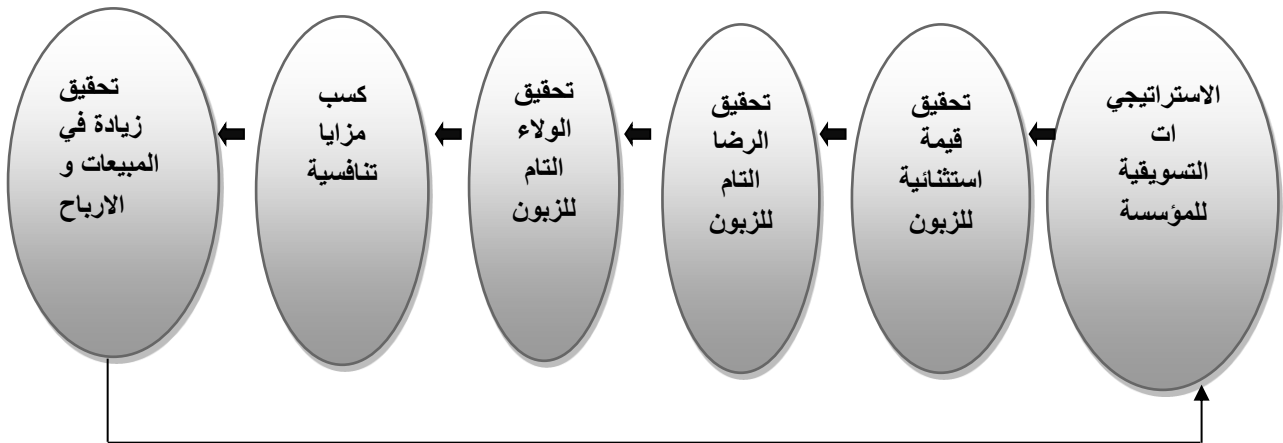 الاستراتيجي
ات
التسويقية
للمؤسسة
تحقيق
قيمة
استثنائية
للزبون
تحقيق
الرضا
التام
للزبون
تحقيق
الولاء
التام
للزبون
كسب
مزايا
تنافسية
تحقيق
زيادة في
المبيعات و
الارباح